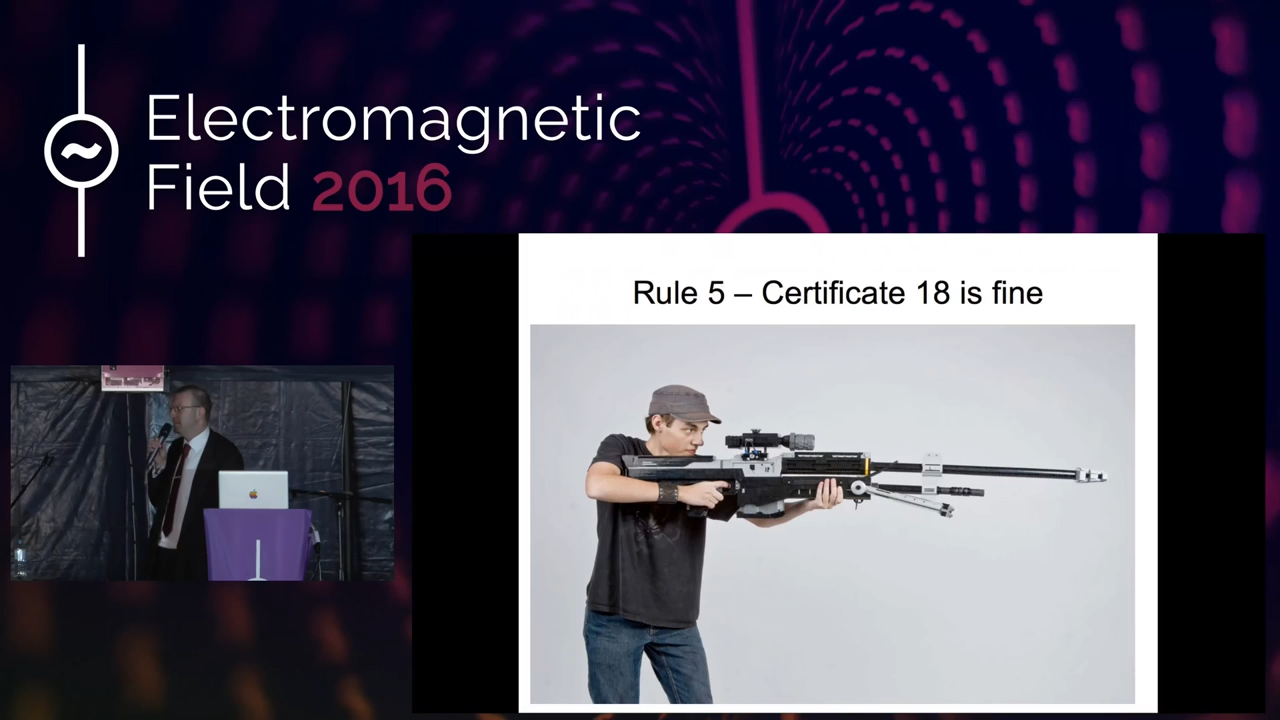 Electromagnetic
Field 2016
Rule 5 – Certificate 18 is fine